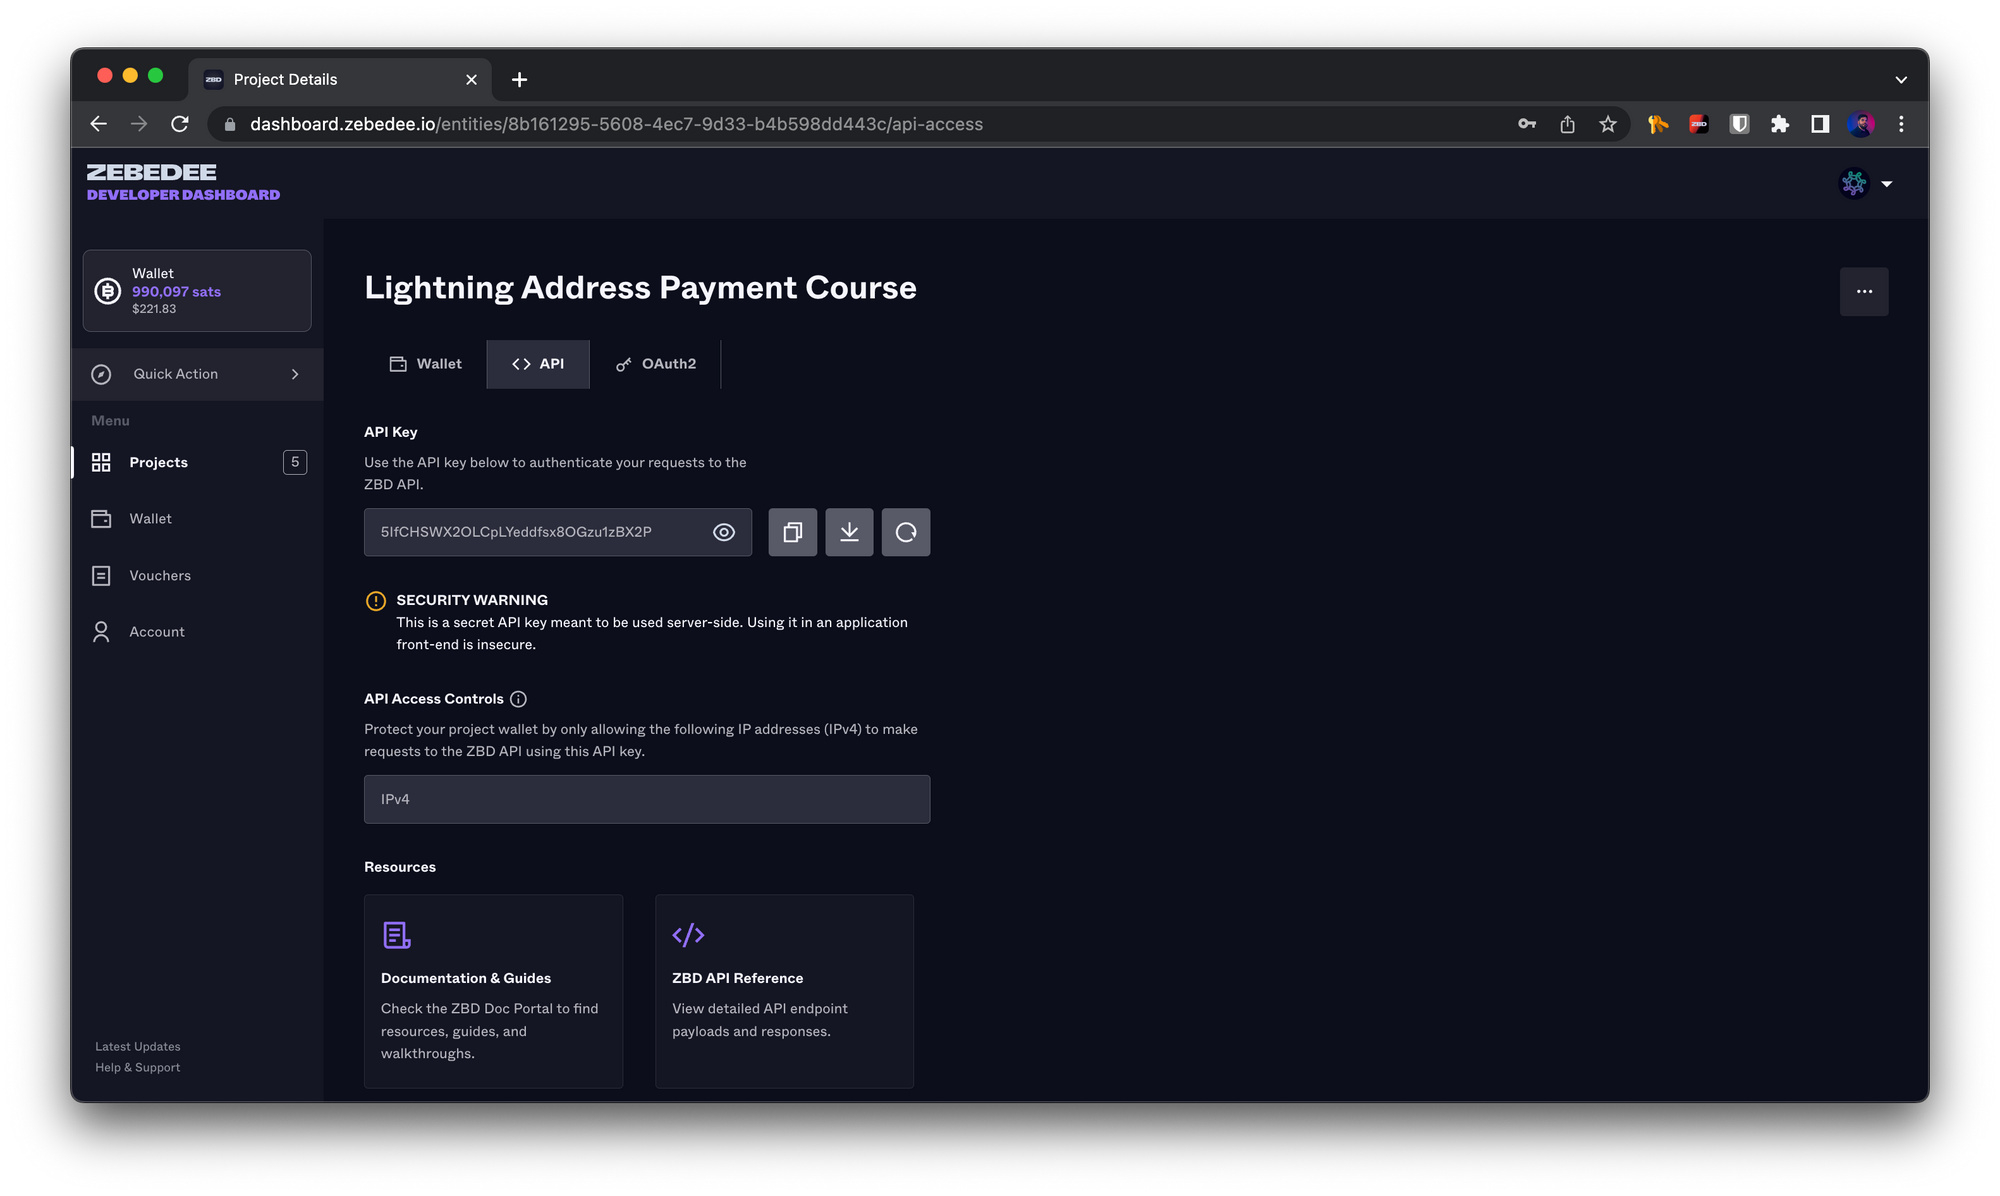 Project Details
dashboard.zebedee.io/entities/8b161295-5608-4ec7-9d33-b4b598dd443c/api-access
ZEBEDEE
DEVELOPER DASHBOARD
Wallet
990,097 sats
$221.83
Quick Action
Menu
Projects 5
Wallet
Vouchers
Account
Latest Updates
Help & Support
Lightning Address Payment Course
...
Wallet API OAuth2
API Key
Use the API key below to authenticate your requests to the
ZBD API.
5IfCHSWX2OLCpLYeddfsx8OGzu1zBX2P
SECURITY WARNING
This is a secret API key meant to be used server-side. Using it in an application
front-end is insecure.
API Access Controls
Protect your project wallet by only allowing the following IP addresses (IPv4) to make
requests to the ZBD API using this API key.
IPv4
Resources
Documentation & Guides
Check the ZBD Doc Portal to find
resources, guides, and
walkthroughs.
ZBD API Reference
View detailed API endpoint
payloads and responses.